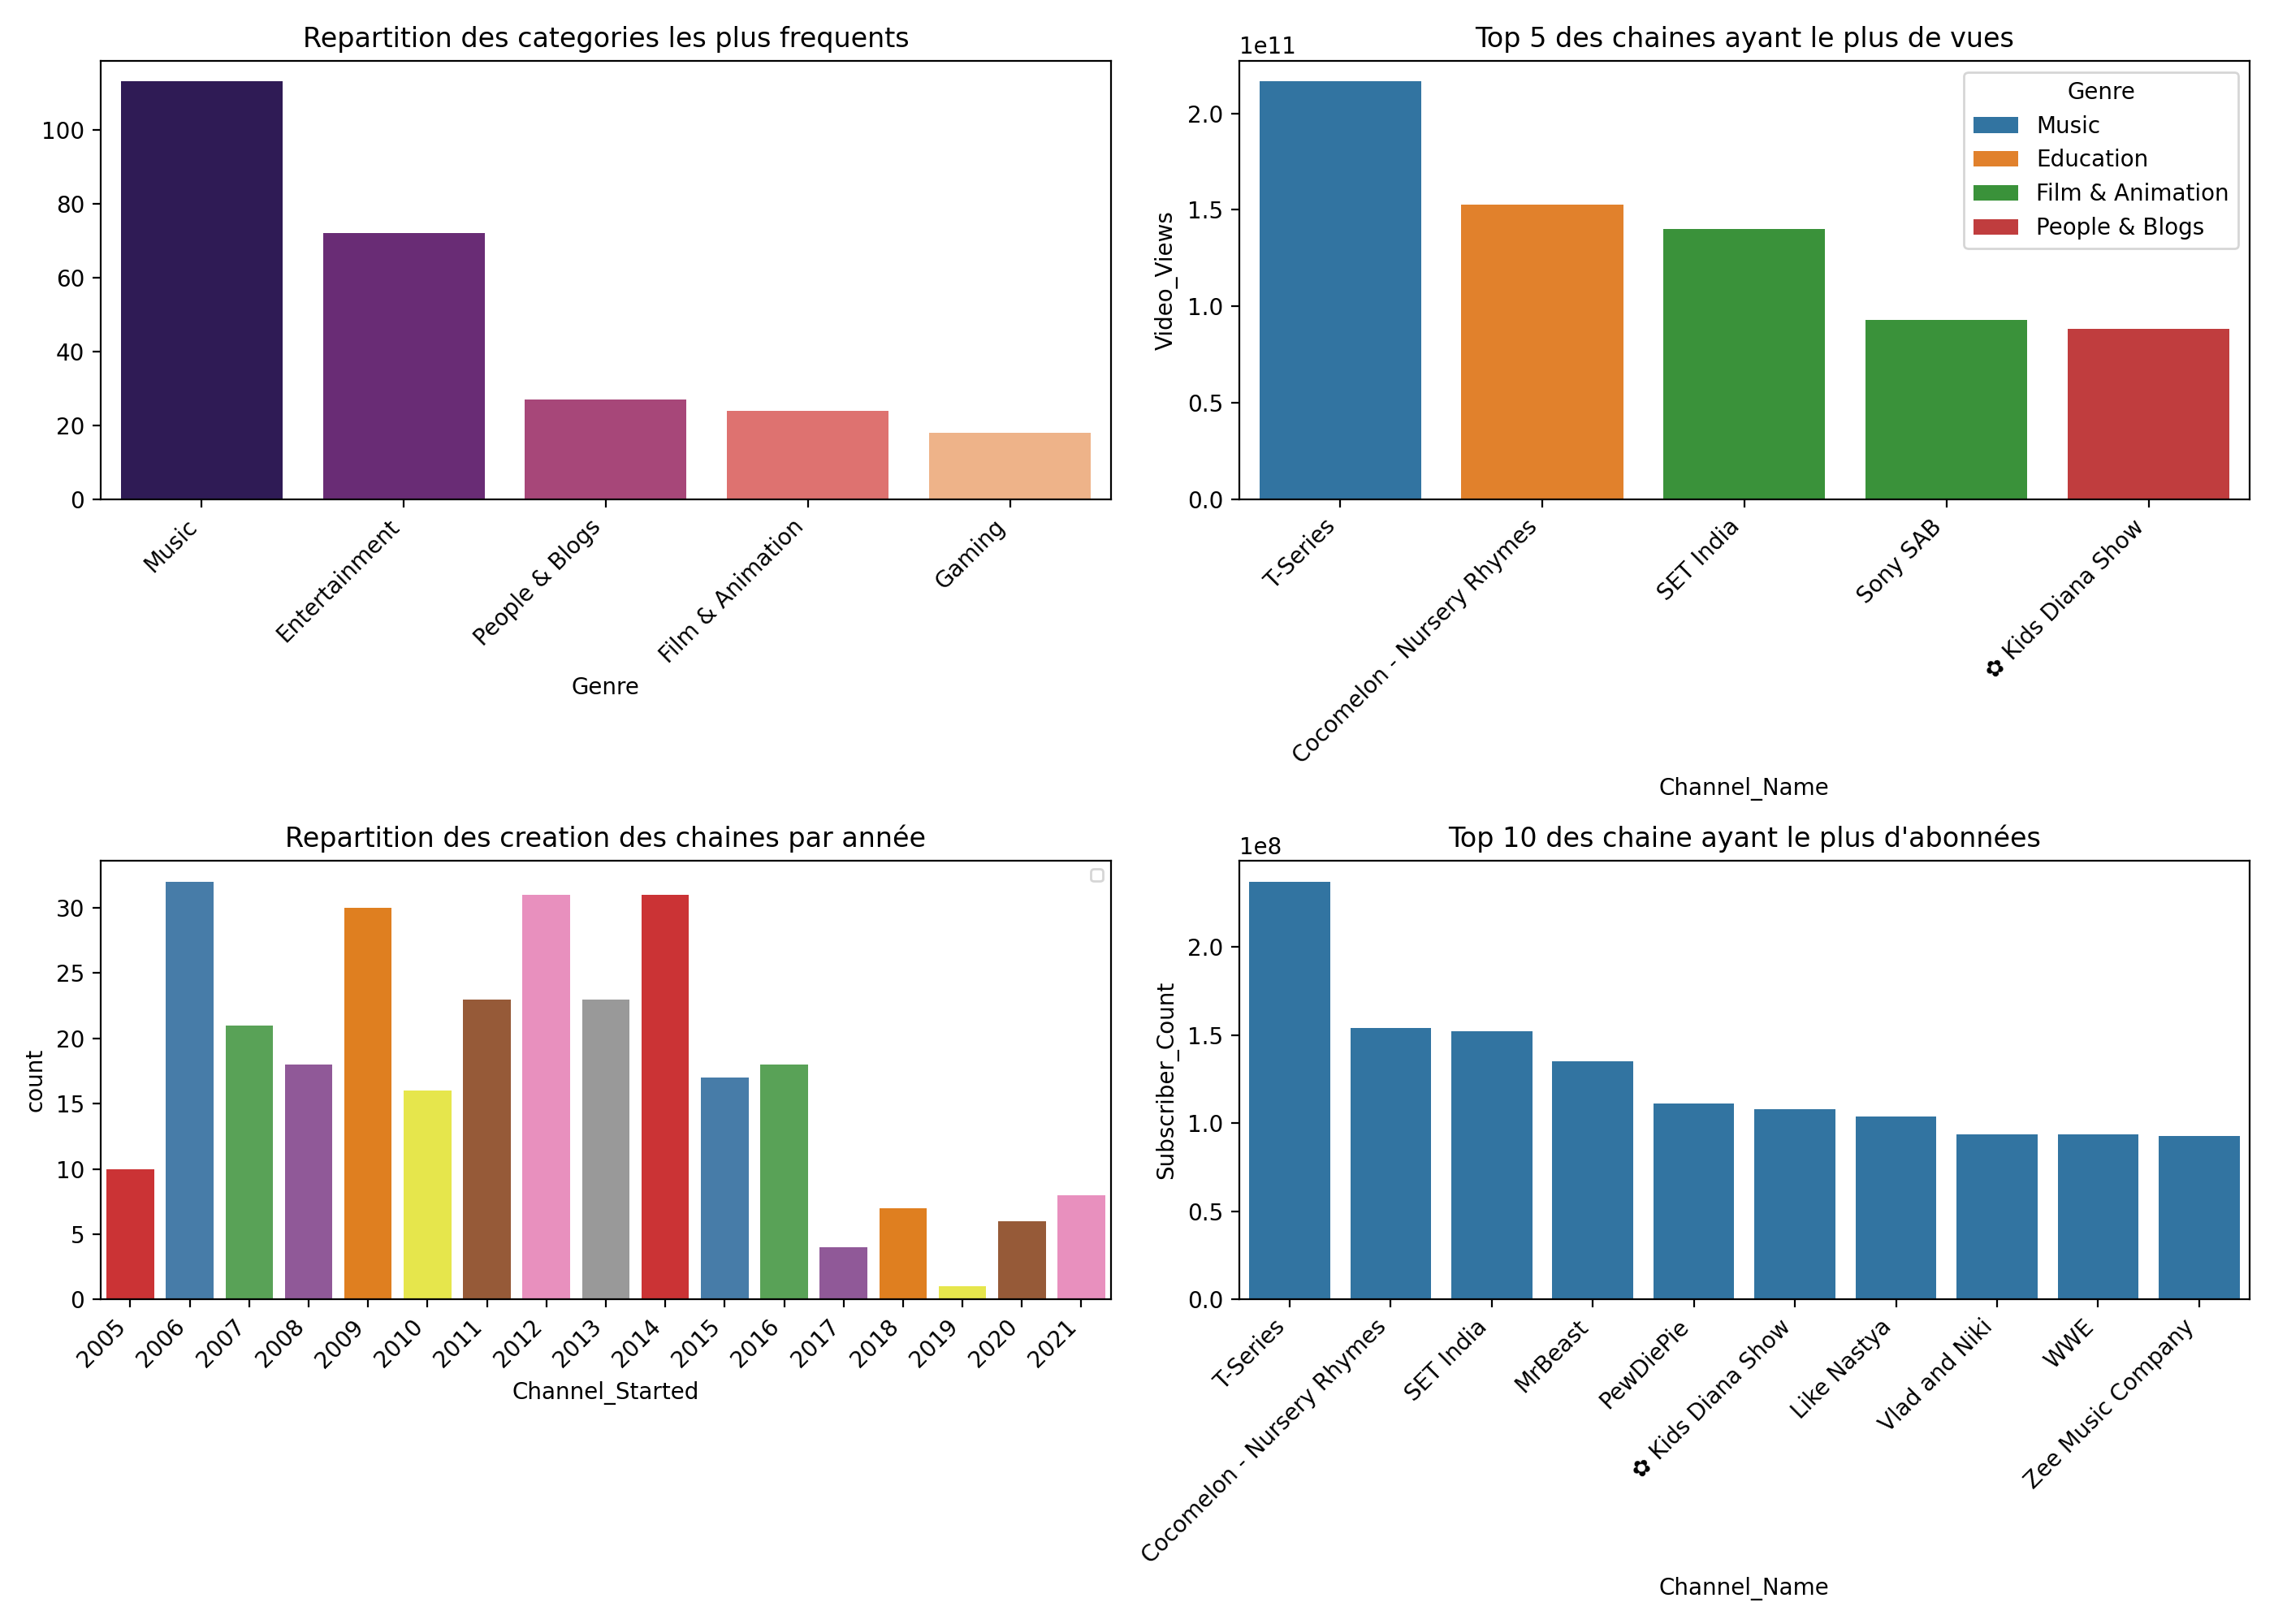 Repartition des categories les plus frequents
100
80
60
40
20
0
Music
Entertainment
People & Blogs
Film & Animation
Gaming
Genre
Top 5 des chaines ayant le plus de vues
1e11
Video_Views
2.0
1.5
1.0
0.5
0.0
Genre
Music
Education
Film & Animation
People & Blogs
T-Series
Cocomelon - Nursery Rhymes
SET India
Sony SAB
✿ Kids Diana Show
Channel_Name
Repartition des creation des chaines par année
count
30
25
20
15
10
5
0
2005
2006
2007
2008
2009
2010
2011
2012
2013
2014
2015
2016
2017
2018
2019
2020
2021
Channel_Started
Top 10 des chaine ayant le plus d'abonnées
1e8
Subscriber_Count
2.0
1.5
1.0
0.5
0.0
T-Series
Cocomelon - Nursery Rhymes
SET India
MrBeast
PewDiePie
✿ Kids Diana Show
Like Nastya
Vlad and Niki
WWE
Zee Music Company
Channel_Name